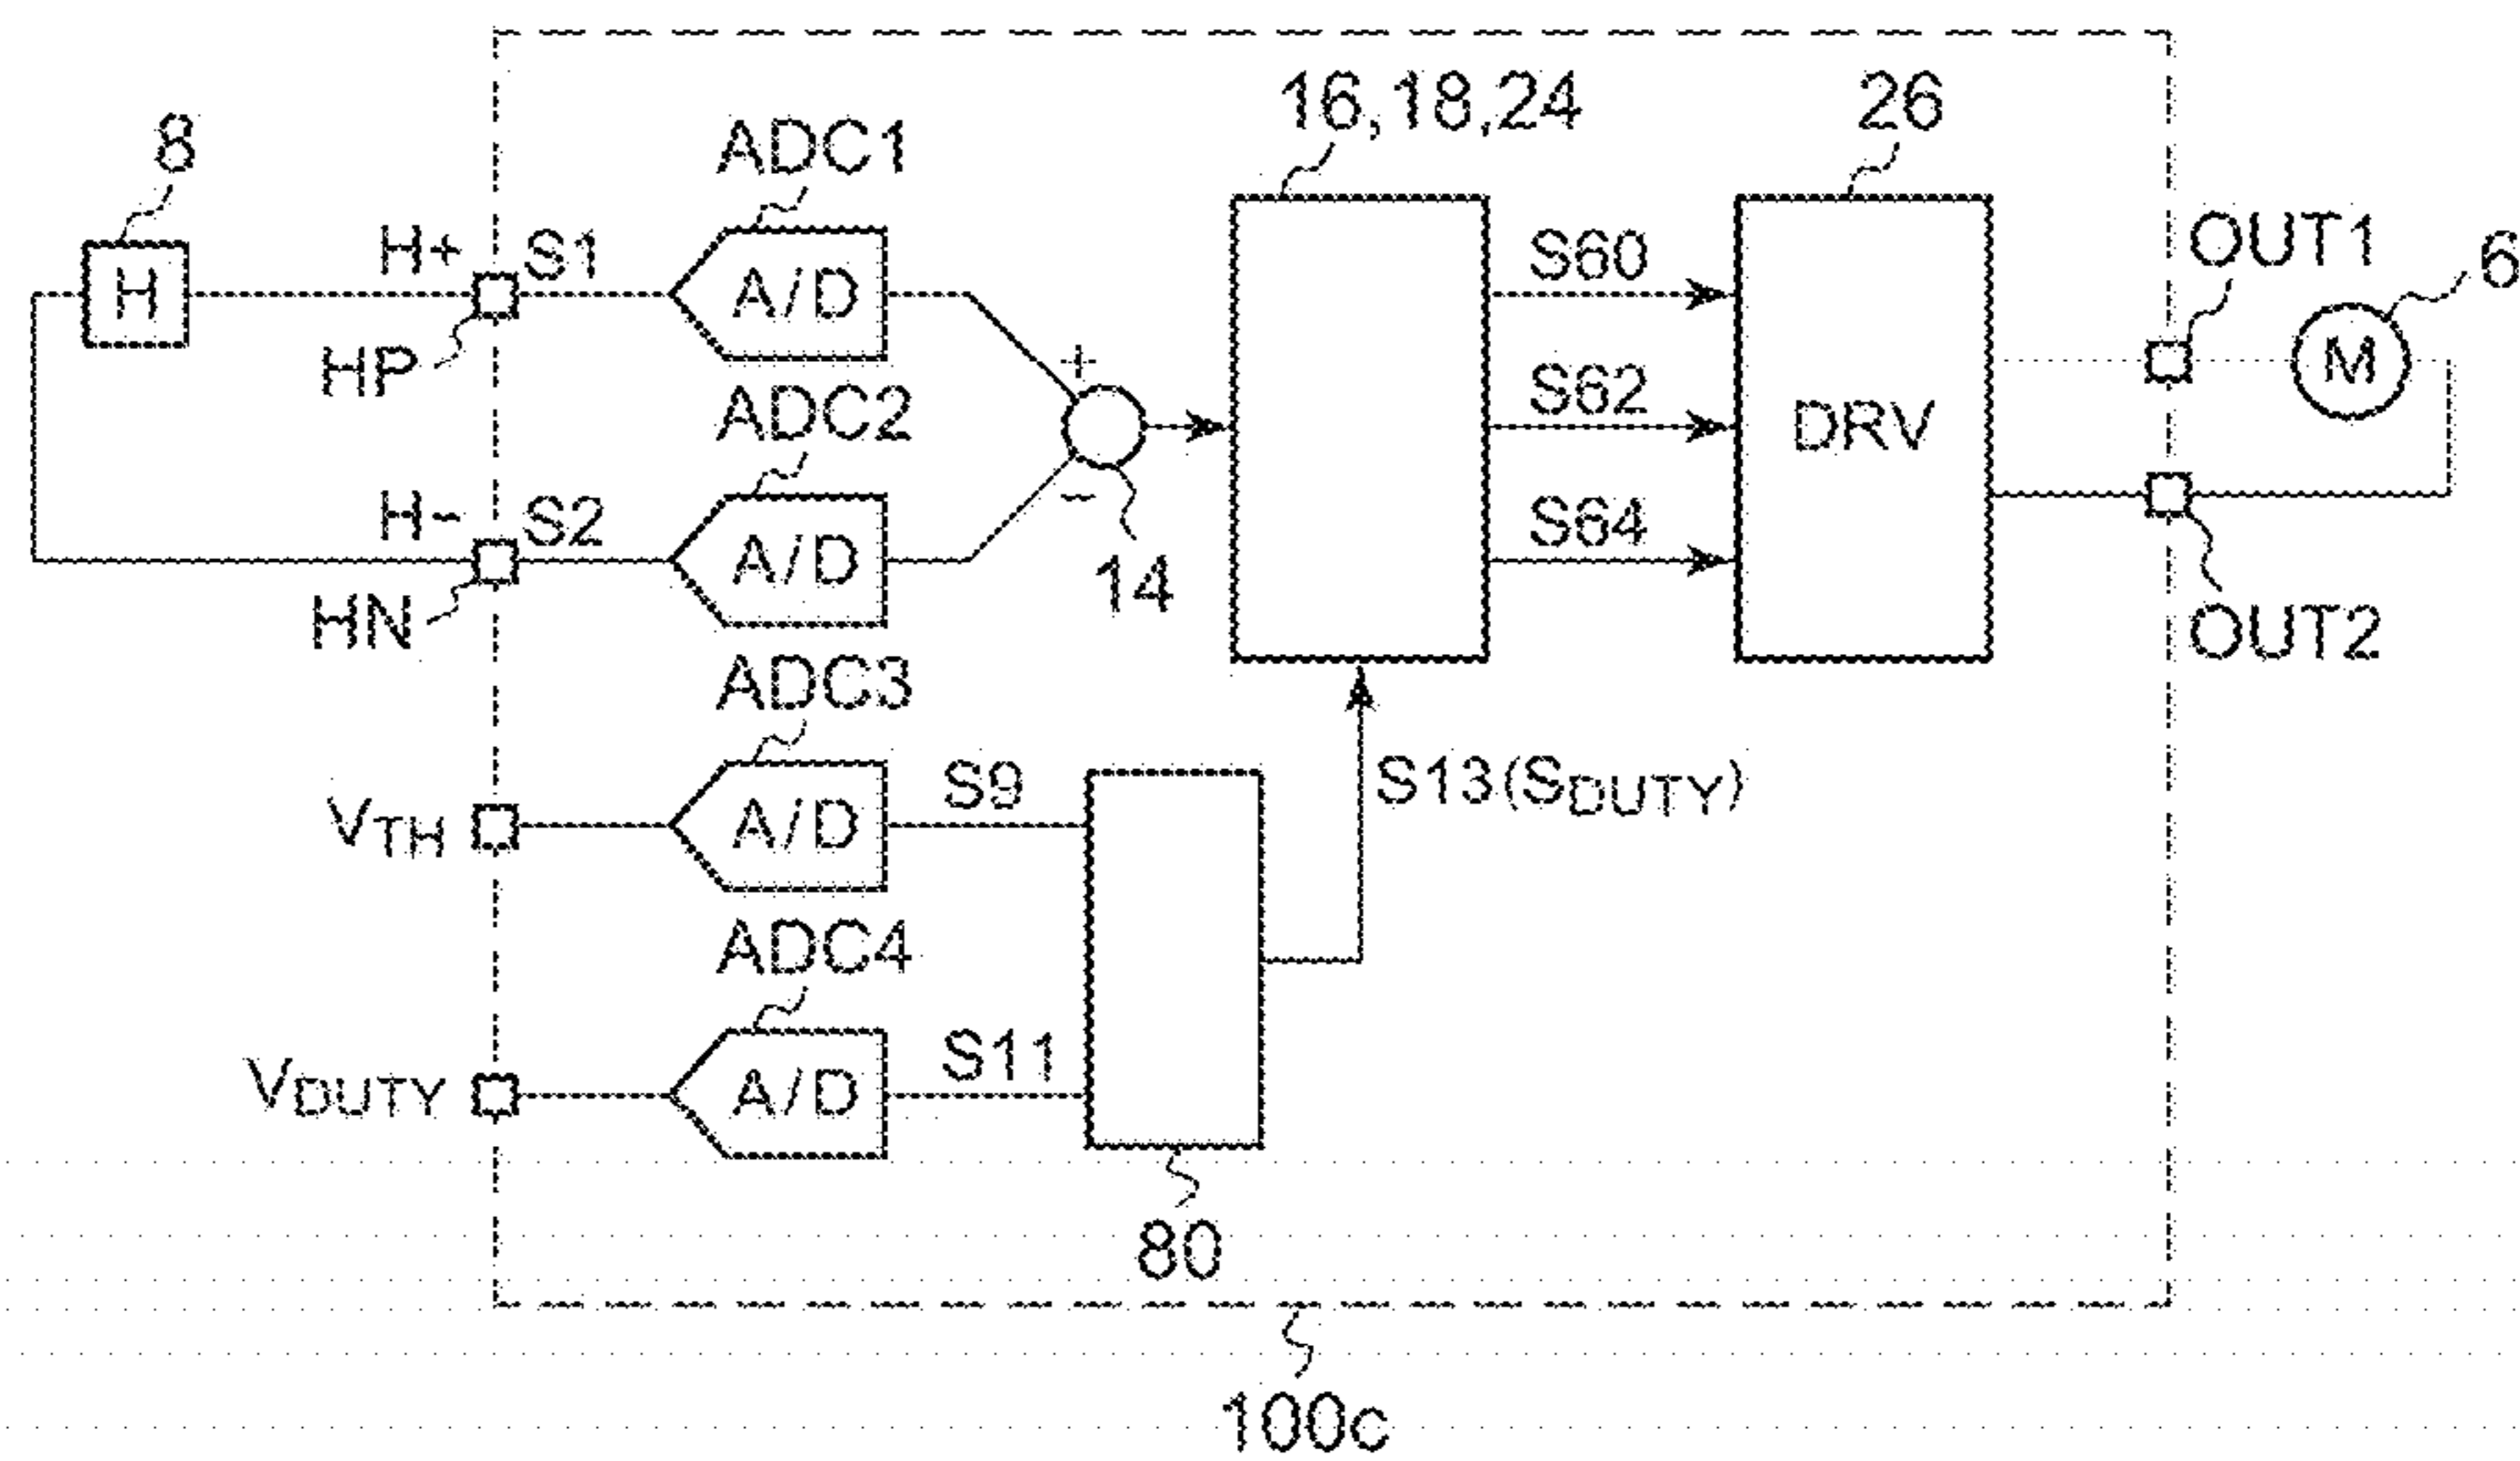 16,18,24
26
8
ADC1
OUT1
6
H+
S1
H
A/D
S60
HP
+
M
ADC2
S62
DRV
H-
S2
−
S64
A/D
14
HN
OUT2
ADC3
S9
S13(SDUTY)
VTH
A/D
ADC4
S11
VDUTY
A/D
80
100c